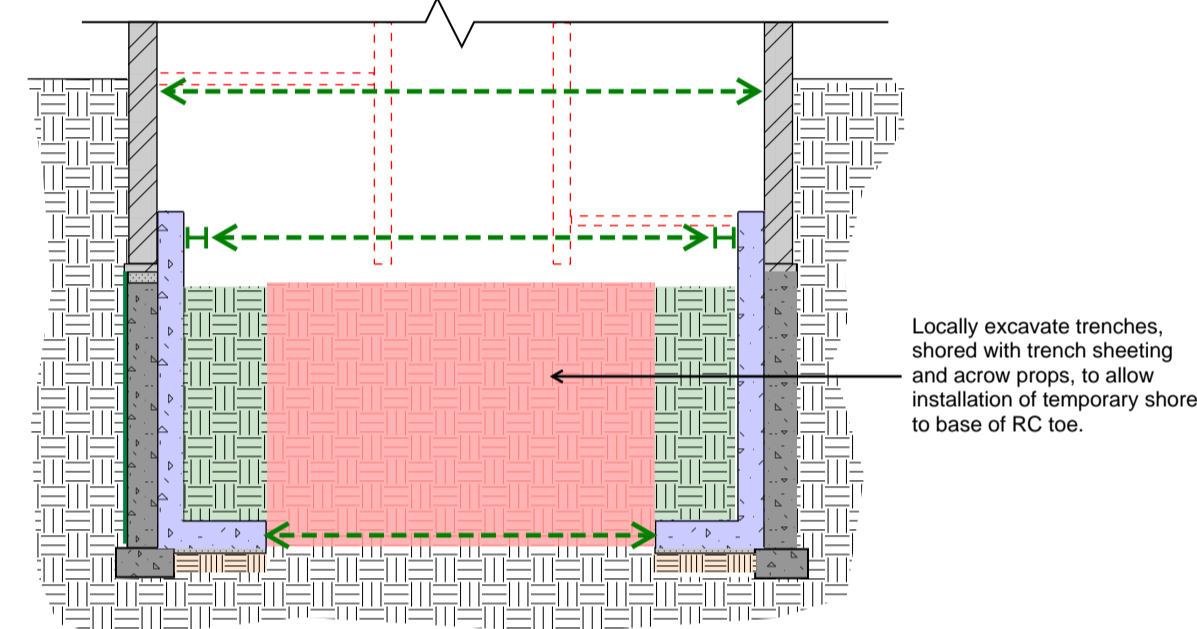 Locally excavate trenches,
shored with trench sheeting
and acrow props, to allow
installation of temporary shore
to base of RC toe.